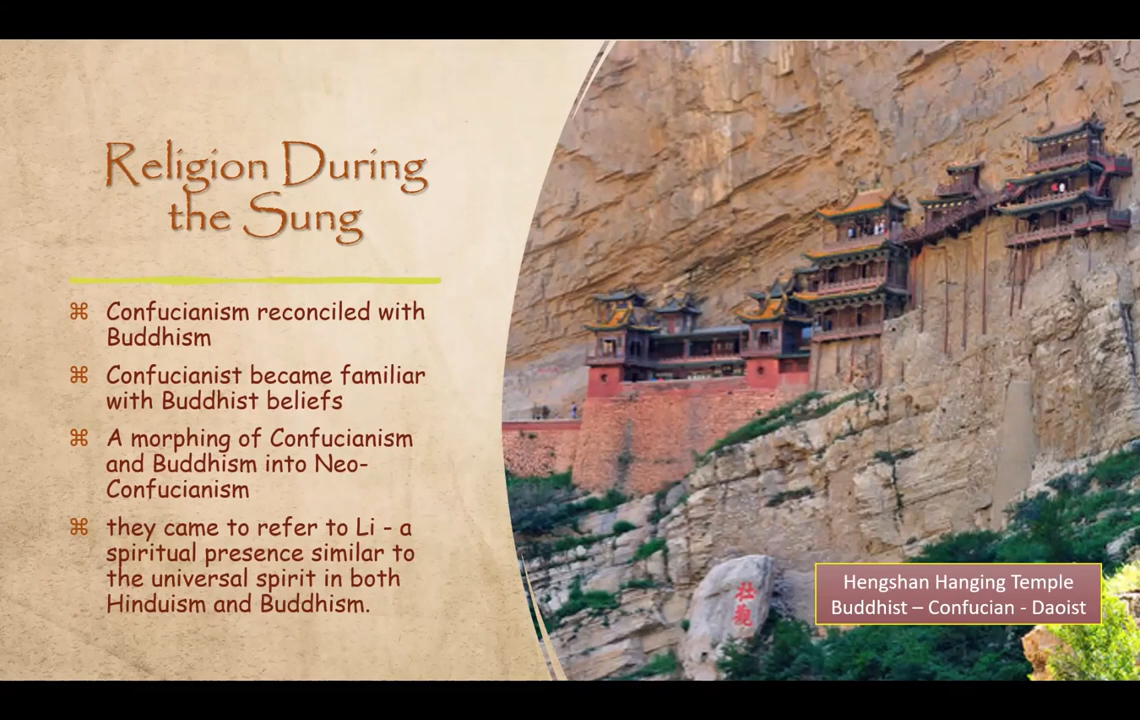 Religion During
the Sung
⌘ Confucianism reconciled with
Buddhism
⌘ Confucianist became familiar
with Buddhist beliefs
⌘ A morphing of Confucianism
and Buddhism into Neo-
Confucianism
⌘ they came to refer to Li - a
spiritual presence similar to
the universal spirit in both
Hinduism and Buddhism.
壮
觀
Hengshan Hanging Temple
Buddhist – Confucian - Daoist